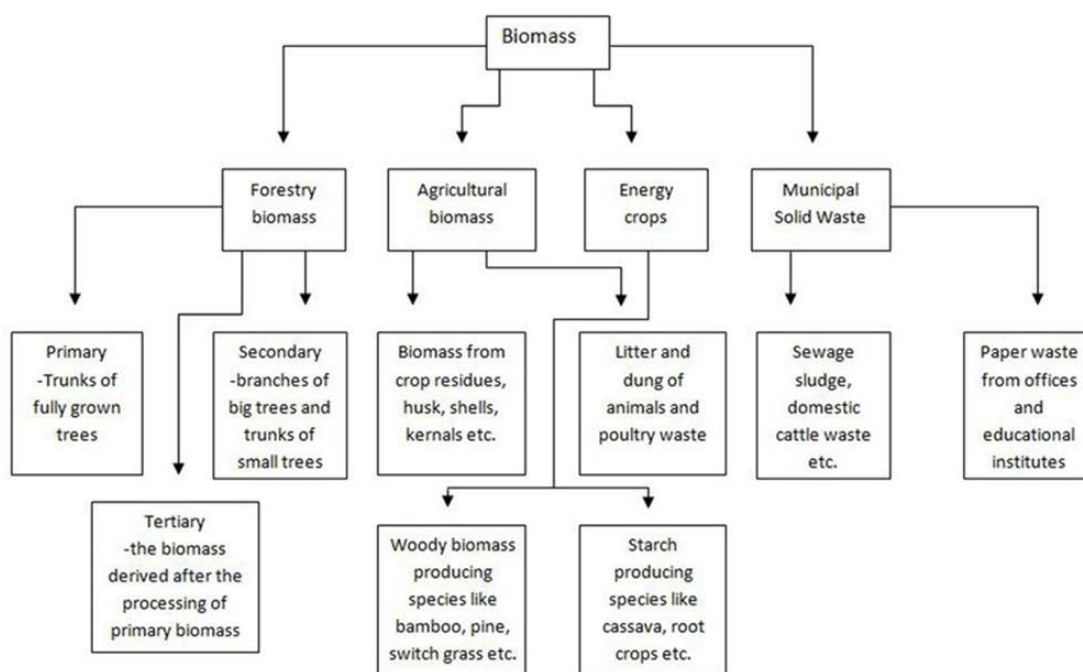 Biomass
Forestry
biomass
Agricultural
biomass
Energy
crops
Municipal
Solid Waste
Primary
-Trunks of
fully grown
trees
Secondary
-branches of
big trees and
trunks of
small trees
Biomass from
crop residues,
husk, shells,
kernals etc.
Litter and
dung of
animals and
poultry waste
Sewage
sludge,
domestic
cattle waste
etc.
Paper waste
from offices
and
educational
institutes
Tertiary
-the biomass
derived after the
processing of
primary biomass
Woody biomass
producing
species like
bamboo, pine,
switch grass etc.
Starch
producing
species like
cassava, root
crops etc.